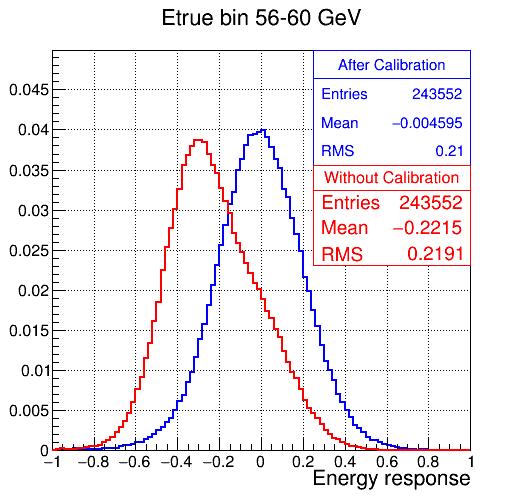 Etrue bin 56-60 GeV
After Calibration
Entries 243552
Mean −0.004595
RMS 0.21
Without Calibration
Entries 243552
Mean −0.2215
RMS 0.2191
0.045
0.04
0.035
0.03
0.025
0.02
0.015
0.01
0.005
0
−1 −0.8 −0.6 −0.4 −0.2 0 0.2 0.4 0.6 0.8 1
Energy response